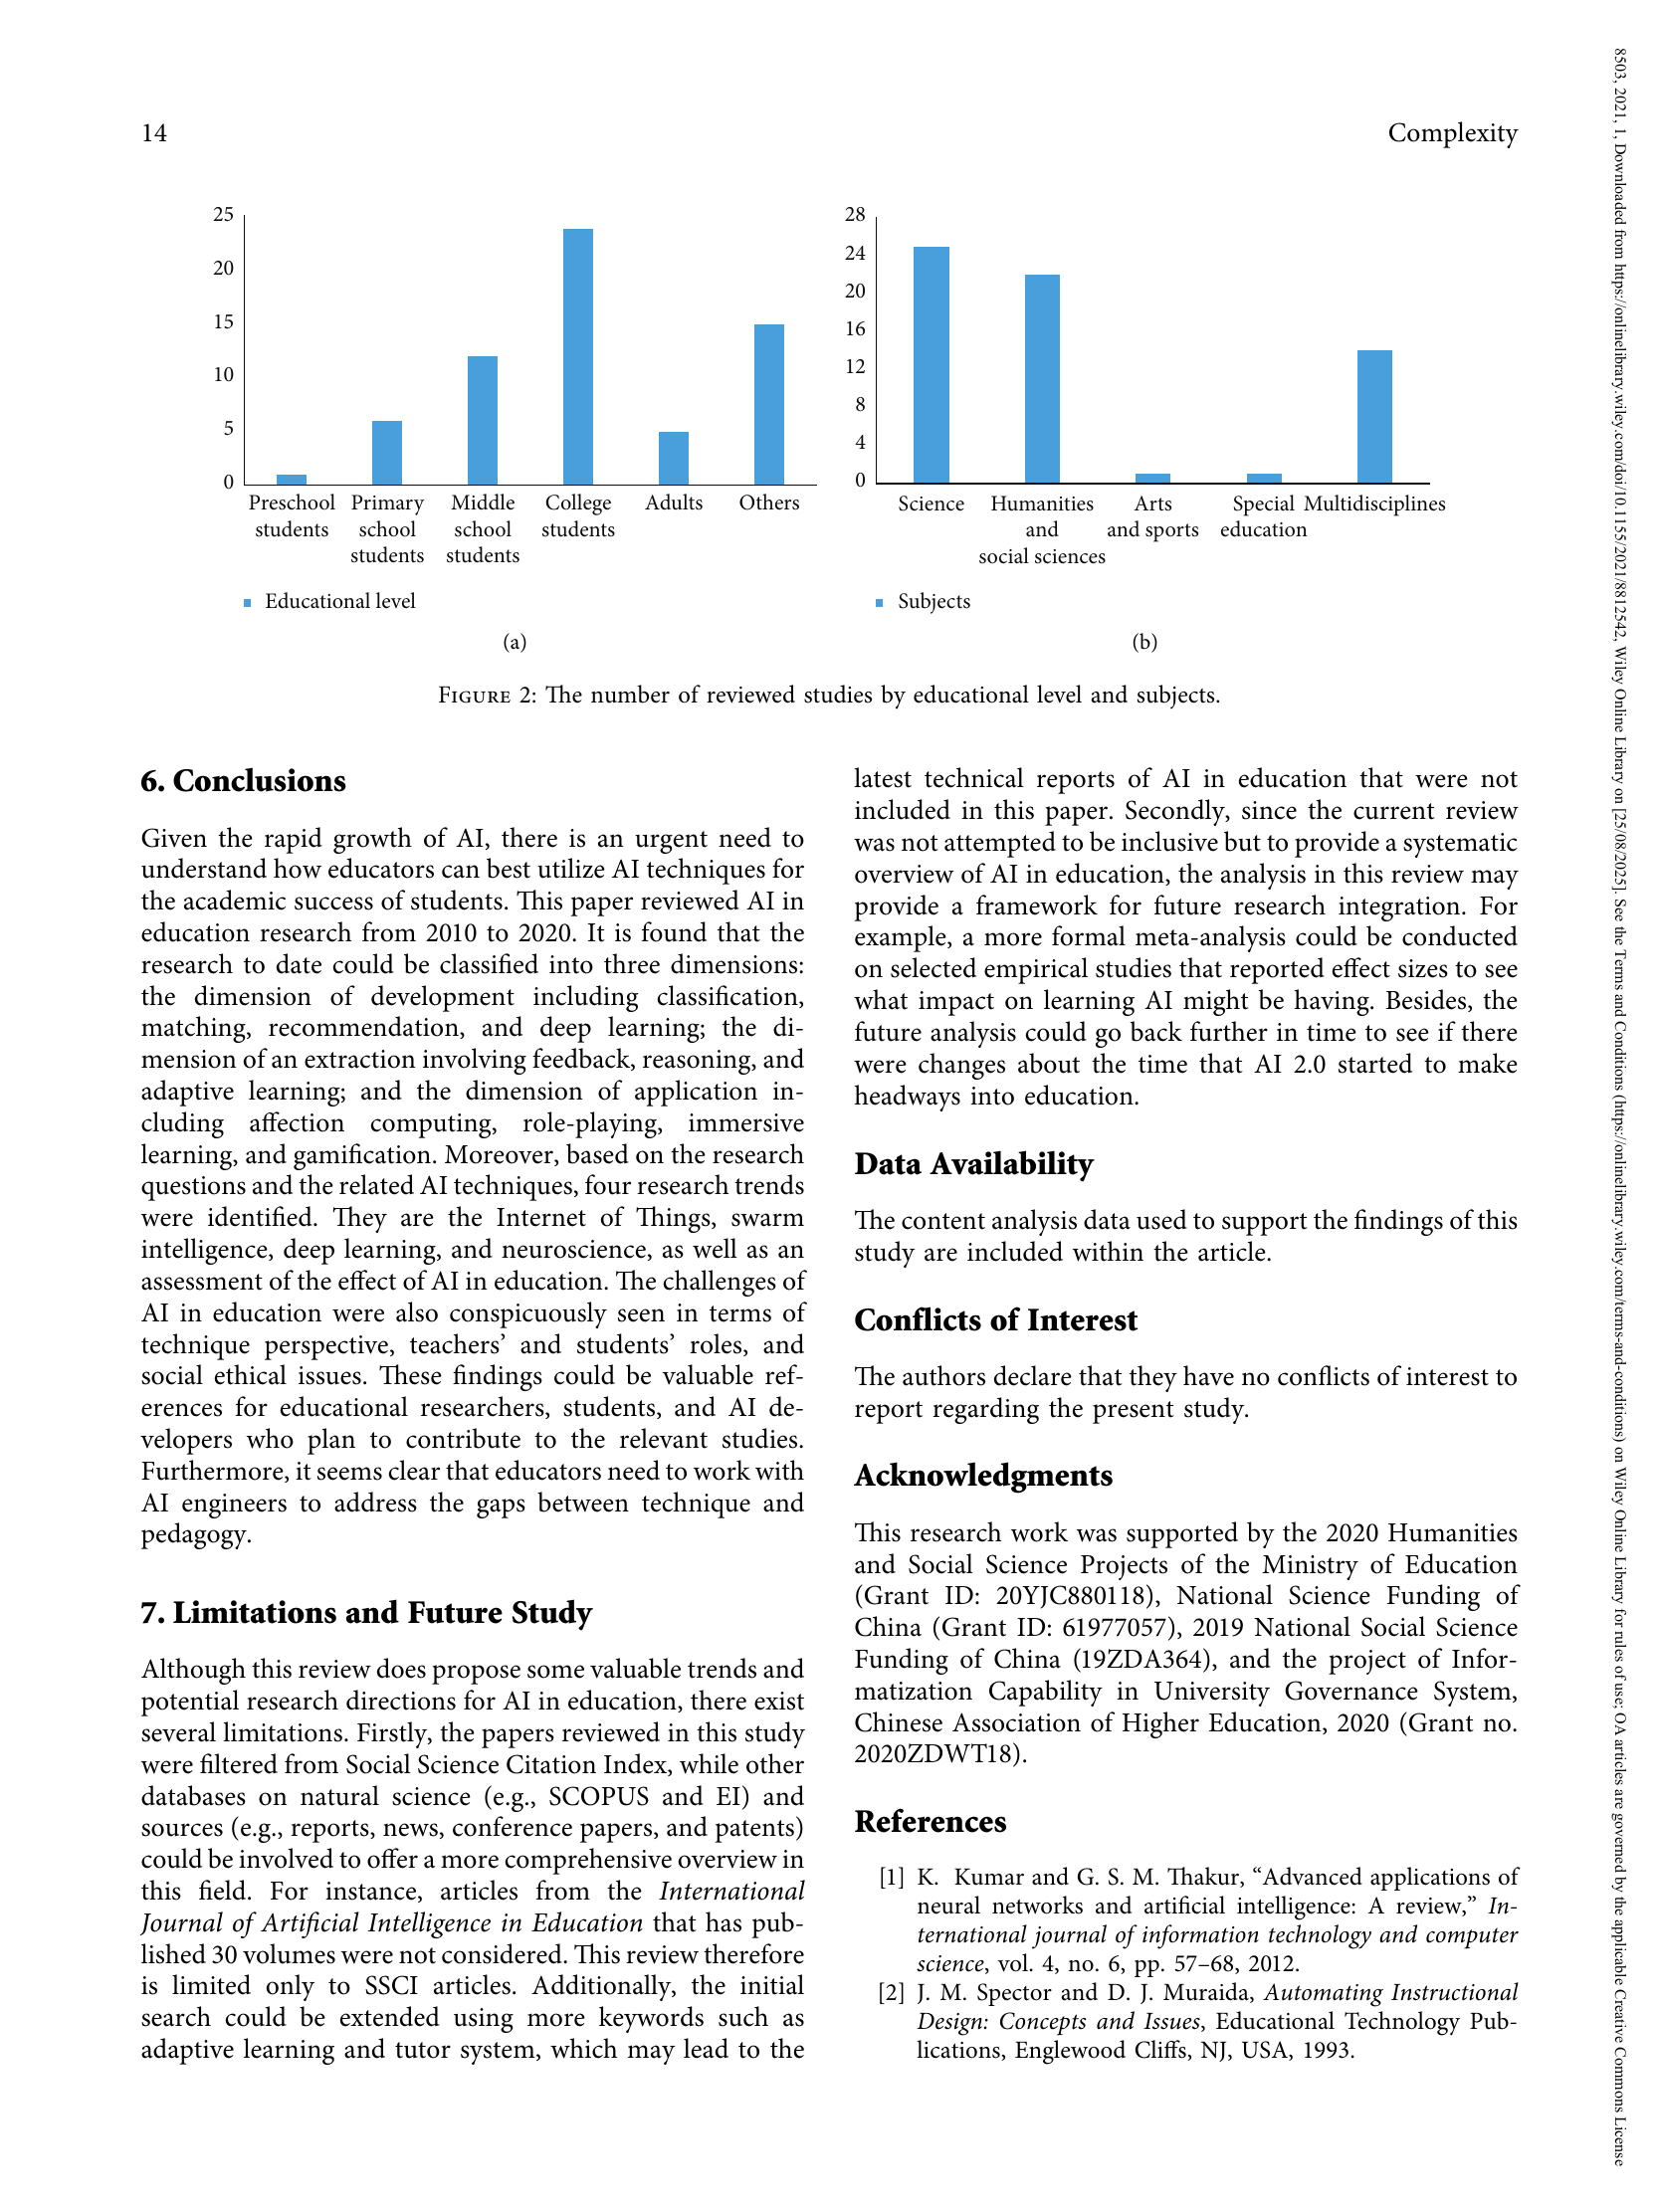 14
Complexity
25
20
15
10
5
0
Preschool students
Primary school students
Middle school students
College students
Adults
Others
Educational level
(a)
28
24
20
16
12
8
4
0
Science
Humanities and social sciences
Arts and sports
Special education
Multidisciplines
Subjects
(b)
Figure 2: The number of reviewed studies by educational level and subjects.
6. Conclusions
Given the rapid growth of AI, there is an urgent need to
understand how educators can best utilize AI techniques for
the academic success of students. This paper reviewed AI in
education research from 2010 to 2020. It is found that the
research to date could be classified into three dimensions:
the dimension of development including classification,
matching, recommendation, and deep learning; the di-
mension of an extraction involving feedback, reasoning, and
adaptive learning; and the dimension of application in-
cluding affection computing, role-playing, immersive
learning, and gamification. Moreover, based on the research
questions and the related AI techniques, four research trends
were identified. They are the Internet of Things, swarm
intelligence, deep learning, and neuroscience, as well as an
assessment of the effect of AI in education. The challenges of
AI in education were also conspicuously seen in terms of
technique perspective, teachers’ and students’ roles, and
social ethical issues. These findings could be valuable ref-
erences for educational researchers, students, and AI de-
velopers who plan to contribute to the relevant studies.
Furthermore, it seems clear that educators need to work with
AI engineers to address the gaps between technique and
pedagogy.
7. Limitations and Future Study
Although this review does propose some valuable trends and
potential research directions for AI in education, there exist
several limitations. Firstly, the papers reviewed in this study
were filtered from Social Science Citation Index, while other
databases on natural science (e.g., SCOPUS and EI) and
sources (e.g., reports, news, conference papers, and patents)
could be involved to offer a more comprehensive overview in
this field. For instance, articles from the International
Journal of Artificial Intelligence in Education that has pub-
lished 30 volumes were not considered. This review therefore
is limited only to SSCI articles. Additionally, the initial
search could be extended using more keywords such as
adaptive learning and tutor system, which may lead to the
latest technical reports of AI in education that were not
included in this paper. Secondly, since the current review
was not attempted to be inclusive but to provide a systematic
overview of AI in education, the analysis in this review may
provide a framework for future research integration. For
example, a more formal meta-analysis could be conducted
on selected empirical studies that reported effect sizes to see
what impact on learning AI might be having. Besides, the
future analysis could go back further in time to see if there
were changes about the time that AI 2.0 started to make
headways into education.
Data Availability
The content analysis data used to support the findings of this
study are included within the article.
Conflicts of Interest
The authors declare that they have no conflicts of interest to
report regarding the present study.
Acknowledgments
This research work was supported by the 2020 Humanities
and Social Science Projects of the Ministry of Education
(Grant ID: 20YJC880118), National Science Funding of
China (Grant ID: 61977057), 2019 National Social Science
Funding of China (19ZDA364), and the project of Infor-
matization Capability in University Governance System,
Chinese Association of Higher Education, 2020 (Grant no.
2020ZDWT18).
References
[1] K. Kumar and G. S. M. Thakur, “Advanced applications of
neural networks and artificial intelligence: A review,” In-
ternational journal of information technology and computer
science, vol. 4, no. 6, pp. 57–68, 2012.
[2] J. M. Spector and D. J. Muraida, Automating Instructional
Design: Concepts and Issues, Educational Technology Pub-
lications, Englewood Cliffs, NJ, USA, 1993.
8503, 2021, 1, Downloaded from https://onlinelibrary.wiley.com/doi/10.1155/2021/8812542, Wiley Online Library on [25/08/2025]. See the Terms and Conditions (https://onlinelibrary.wiley.com/terms-and-conditions) on Wiley Online Library for rules of use; OA articles are governed by the applicable Creative Commons License